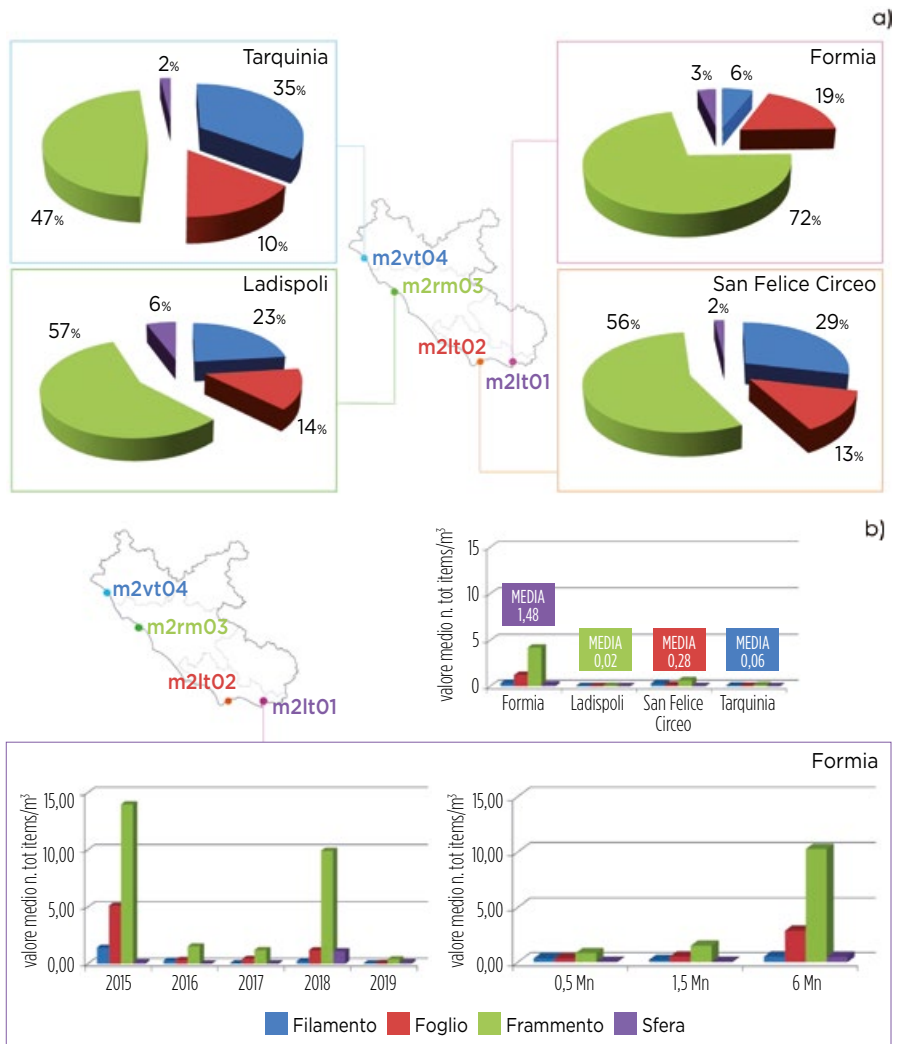 a)
Tarquinia
2%
35%
47%
10%
Formia
3%
6%
19%
72%
m2vt04
m2rm03
m2lt02
m2lt01
Ladispoli
57%
6%
23%
14%
San Felice Circeo
56%
2%
29%
13%
b)
m2vt04
m2rm03
m2lt02
m2lt01
valore medio n. tot items/m³
15
10
5
0
MEDIA
1,48
MEDIA
0,02
MEDIA
0,28
MEDIA
0,06
Formia
Ladispoli
San Felice
Circeo
Tarquinia
Formia
valore medio n. tot items/m³
15,00
10,00
5,00
0,00
2015
2016
2017
2018
2019
valore medio n. tot items/m³
15,00
10,00
5,00
0,00
0,5 Mn
1,5 Mn
6 Mn
Filamento
Foglio
Frammento
Sfera